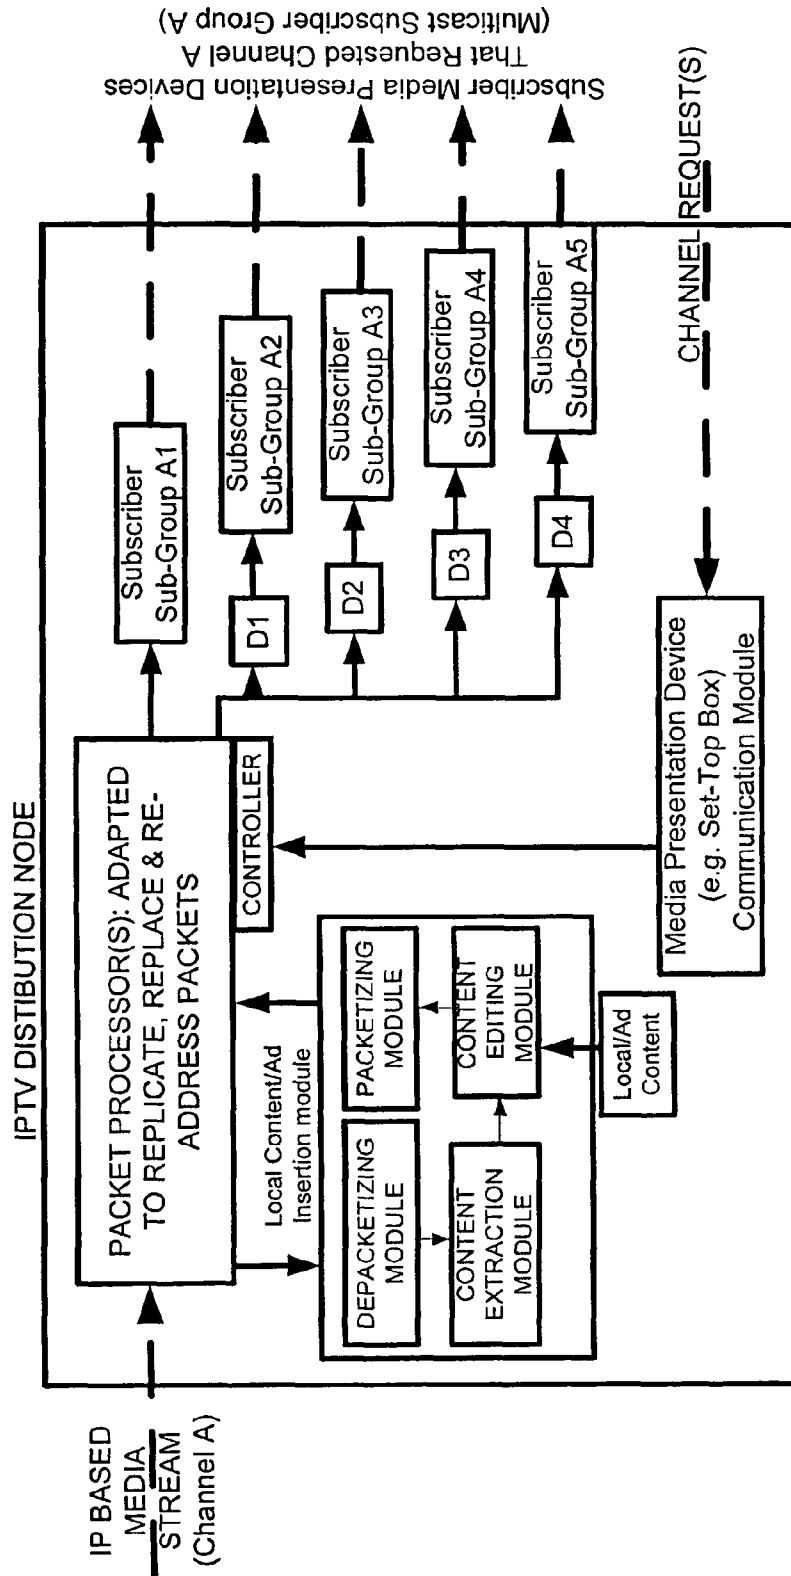 IPTV DISTIBUTION NODE
IP BASED
MEDIA
STREAM
(Channel A)
PACKET PROCESSOR(S): ADAPTED
TO REPLICATE, REPLACE & RE-
ADDRESS PACKETS
CONTROLLER
Local Content/Ad
Insertion module
DEPACKETIZING
MODULE
PACKETIZING
MODULE
CONTENT
EXTRACTION
MODULE
CONTENT
EDITING
MODULE
Local/Ad
Content
Subscriber
Sub-Group A1
D1
Subscriber
Sub-Group A2
D2
Subscriber
Sub-Group A3
D3
Subscriber
Sub-Group A4
D4
Subscriber
Sub-Group A5
Subscriber Media Presentation Devices
That Requested Channel A
(Multicast Subscriber Group A)
Media Presentation Device
(e.g. Set-Top Box)
Communication Module
CHANNEL REQUEST(S)